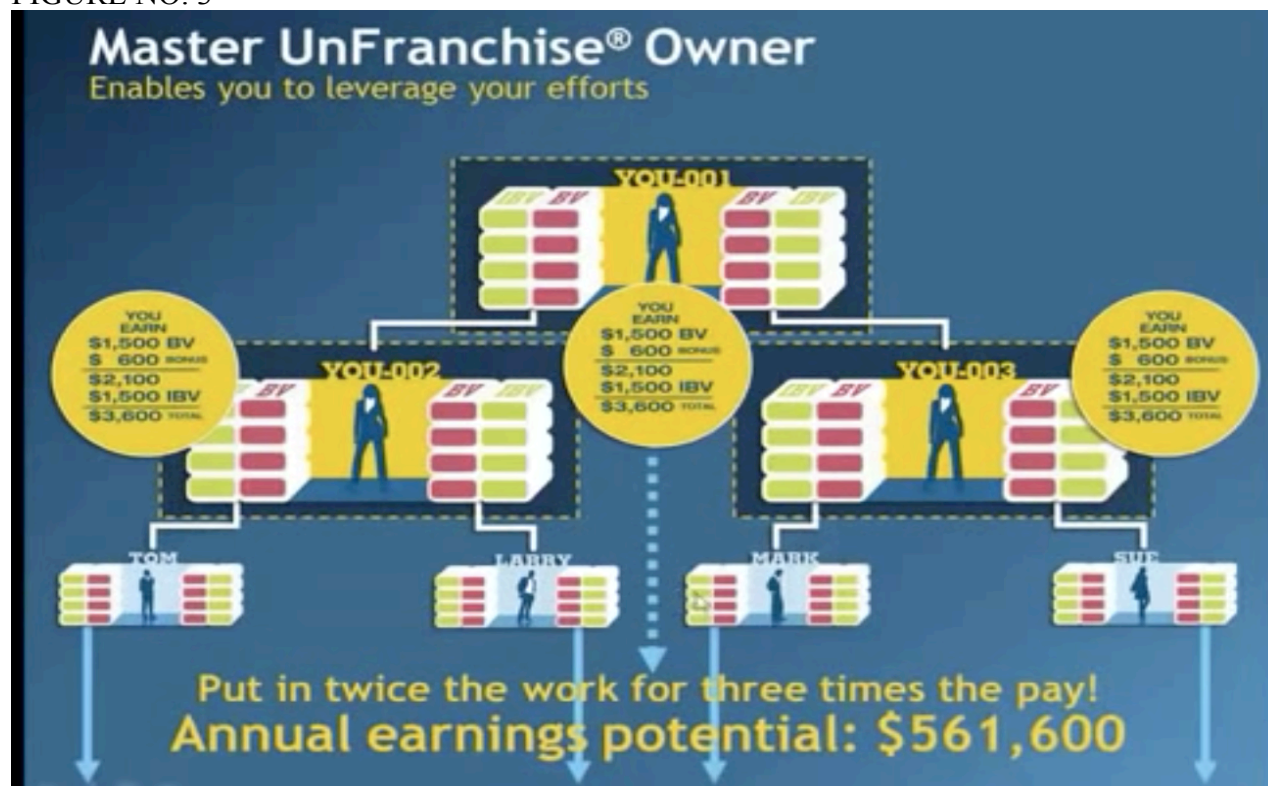 FIGURE NO. 3
Master UnFranchise® Owner
Enables you to leverage your efforts
YOU-001
IBV BV
BV IBV
YOU
EARN
$1,500 BV
$ 600 BONUS
$2,100
$1,500 IBV
$3,600 TOTAL
YOU
EARN
$1,500 BV
$ 600 BONUS
$2,100
$1,500 IBV
$3,600 TOTAL
YOU
EARN
$1,500 BV
$ 600 BONUS
$2,100
$1,500 IBV
$3,600 TOTAL
YOU-002
BV
BV IBV
YOU-003
IBV BV
BV
TOM
LARRY
MARK
SUE
Put in twice the work for three times the pay!
Annual earnings potential: $561,600